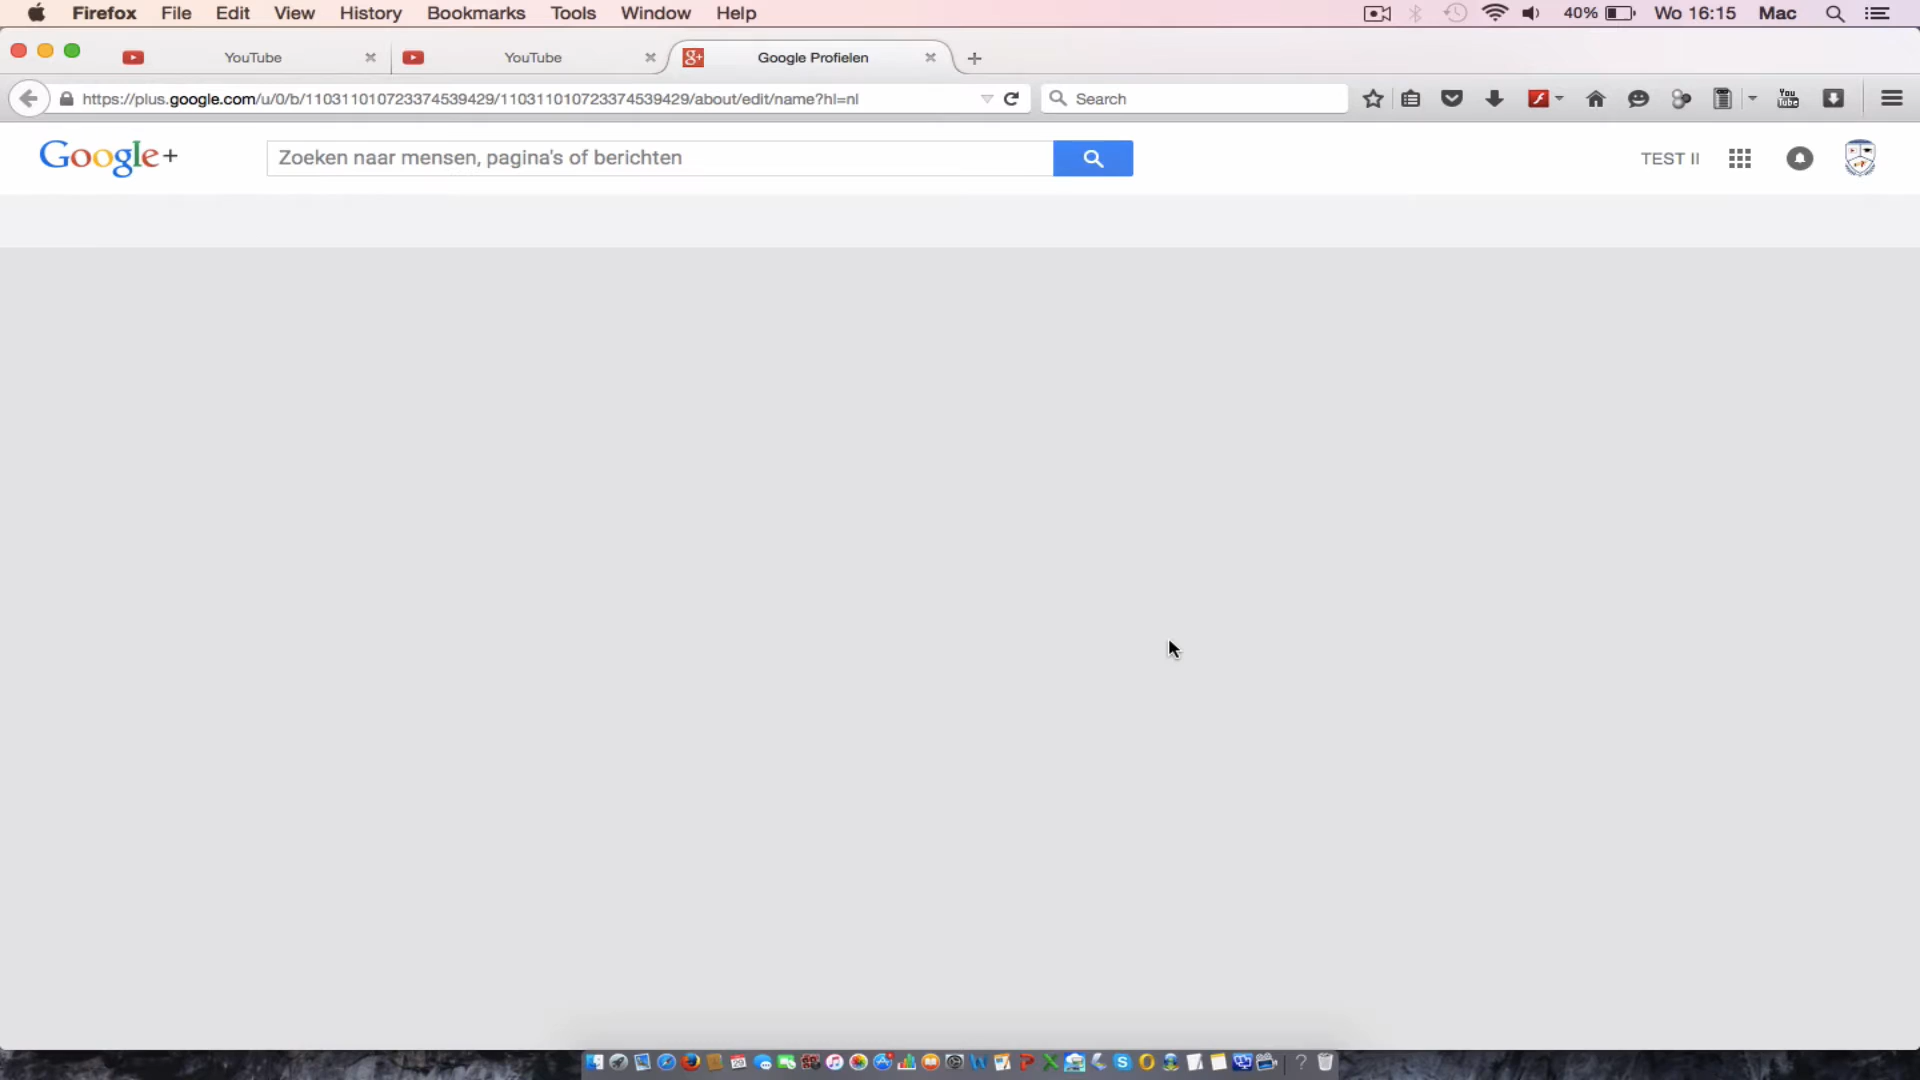 Firefox File Edit View History Bookmarks Tools Window Help 40% Wo 16:15 Mac
YouTube YouTube g+ Google Profielen
https://plus.google.com/u/0/b/110311010723374539429/110311010723374539429/about/edit/name?hl=nl Search You Tube
Google+ Zoeken naar mensen, pagina's of berichten TEST II